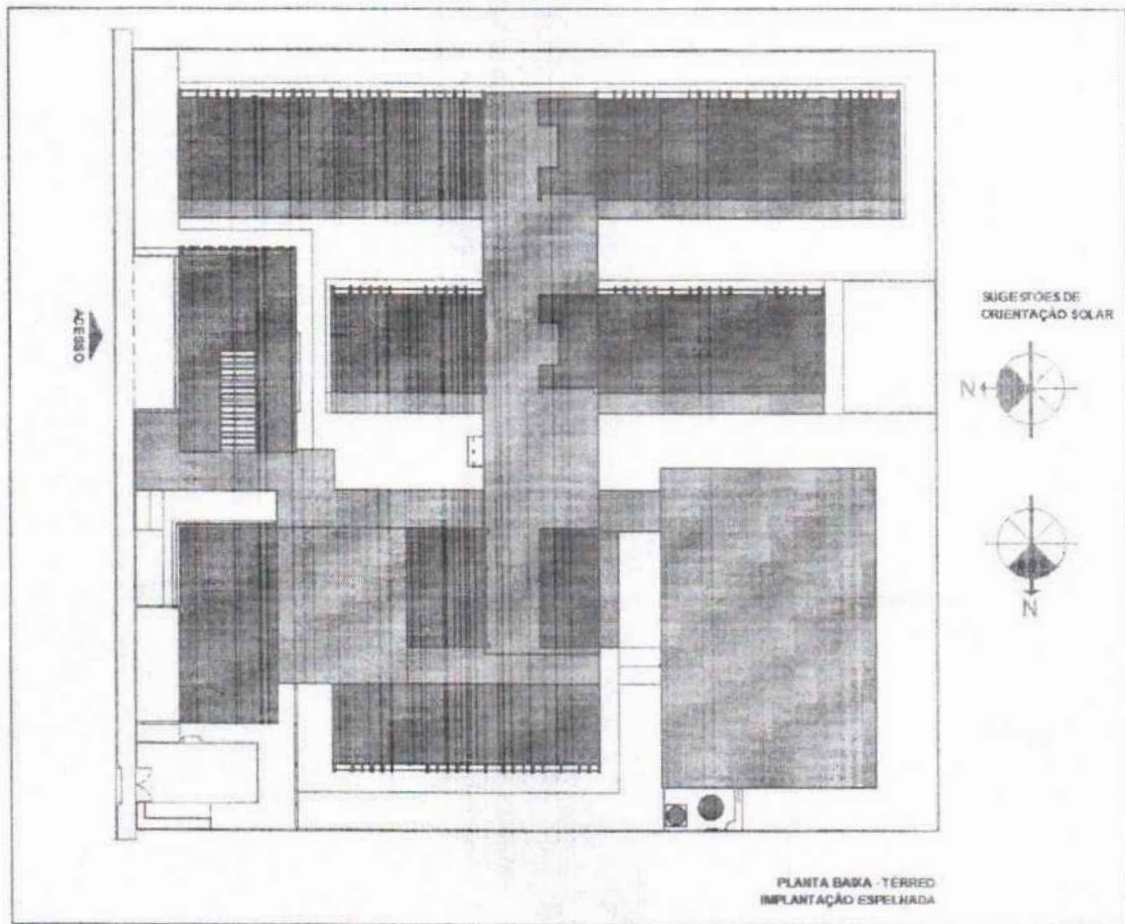 ACESSO
SUGESTÕES DE
ORIENTAÇÃO SOLAR
N
N
PLANTA BAIXA - TÉRREO
IMPLANTAÇÃO ESPELHADA